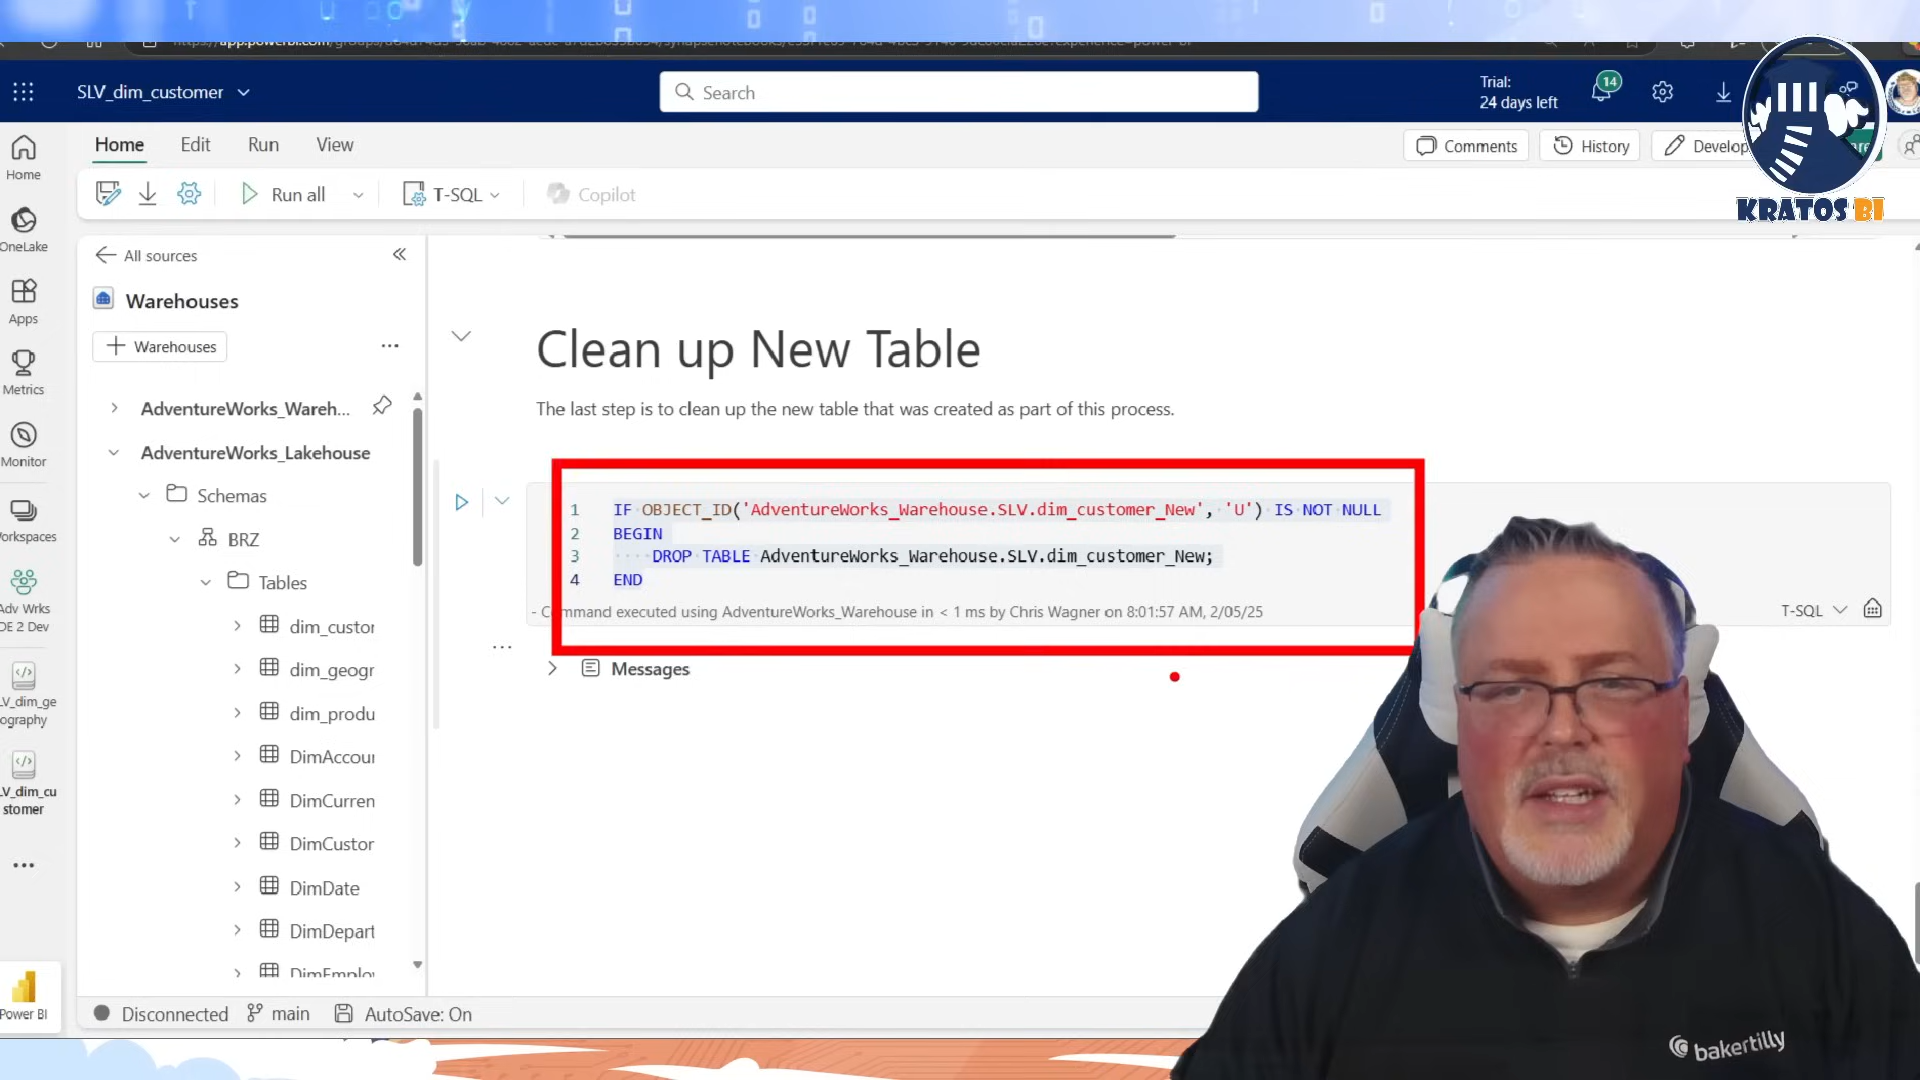 SLV_dim_customer
Search
Trial:
24 days left
14
Home
Edit
Run
View
Comments
History
Develop
KRATOS BI
Run all
T-SQL
Copilot
Home
OneLake
Apps
Metrics
Monitor
Workspaces
Adv Wrks
DE 2 Dev
SLV_dim_ge
ography
SLV_dim_cu
stomer
Power BI
All sources
Warehouses
Warehouses
AdventureWorks_Wareh...
AdventureWorks_Lakehouse
Schemas
BRZ
Tables
dim_custor
dim_geogr
dim_produ
DimAccour
DimCurren
DimCustor
DimDate
DimDepart
DimEmplo
Clean up New Table
The last step is to clean up the new table that was created as part of this process.
1 IF OBJECT_ID('AdventureWorks_Warehouse.SLV.dim_customer_New', 'U') IS NOT NULL
2 BEGIN
3 DROP TABLE AdventureWorks_Warehouse.SLV.dim_customer_New;
4 END
- Command executed using AdventureWorks_Warehouse in < 1 ms by Chris Wagner on 8:01:57 AM, 2/05/25
T-SQL
Messages
Disconnected
main
AutoSave: On
bakertilly